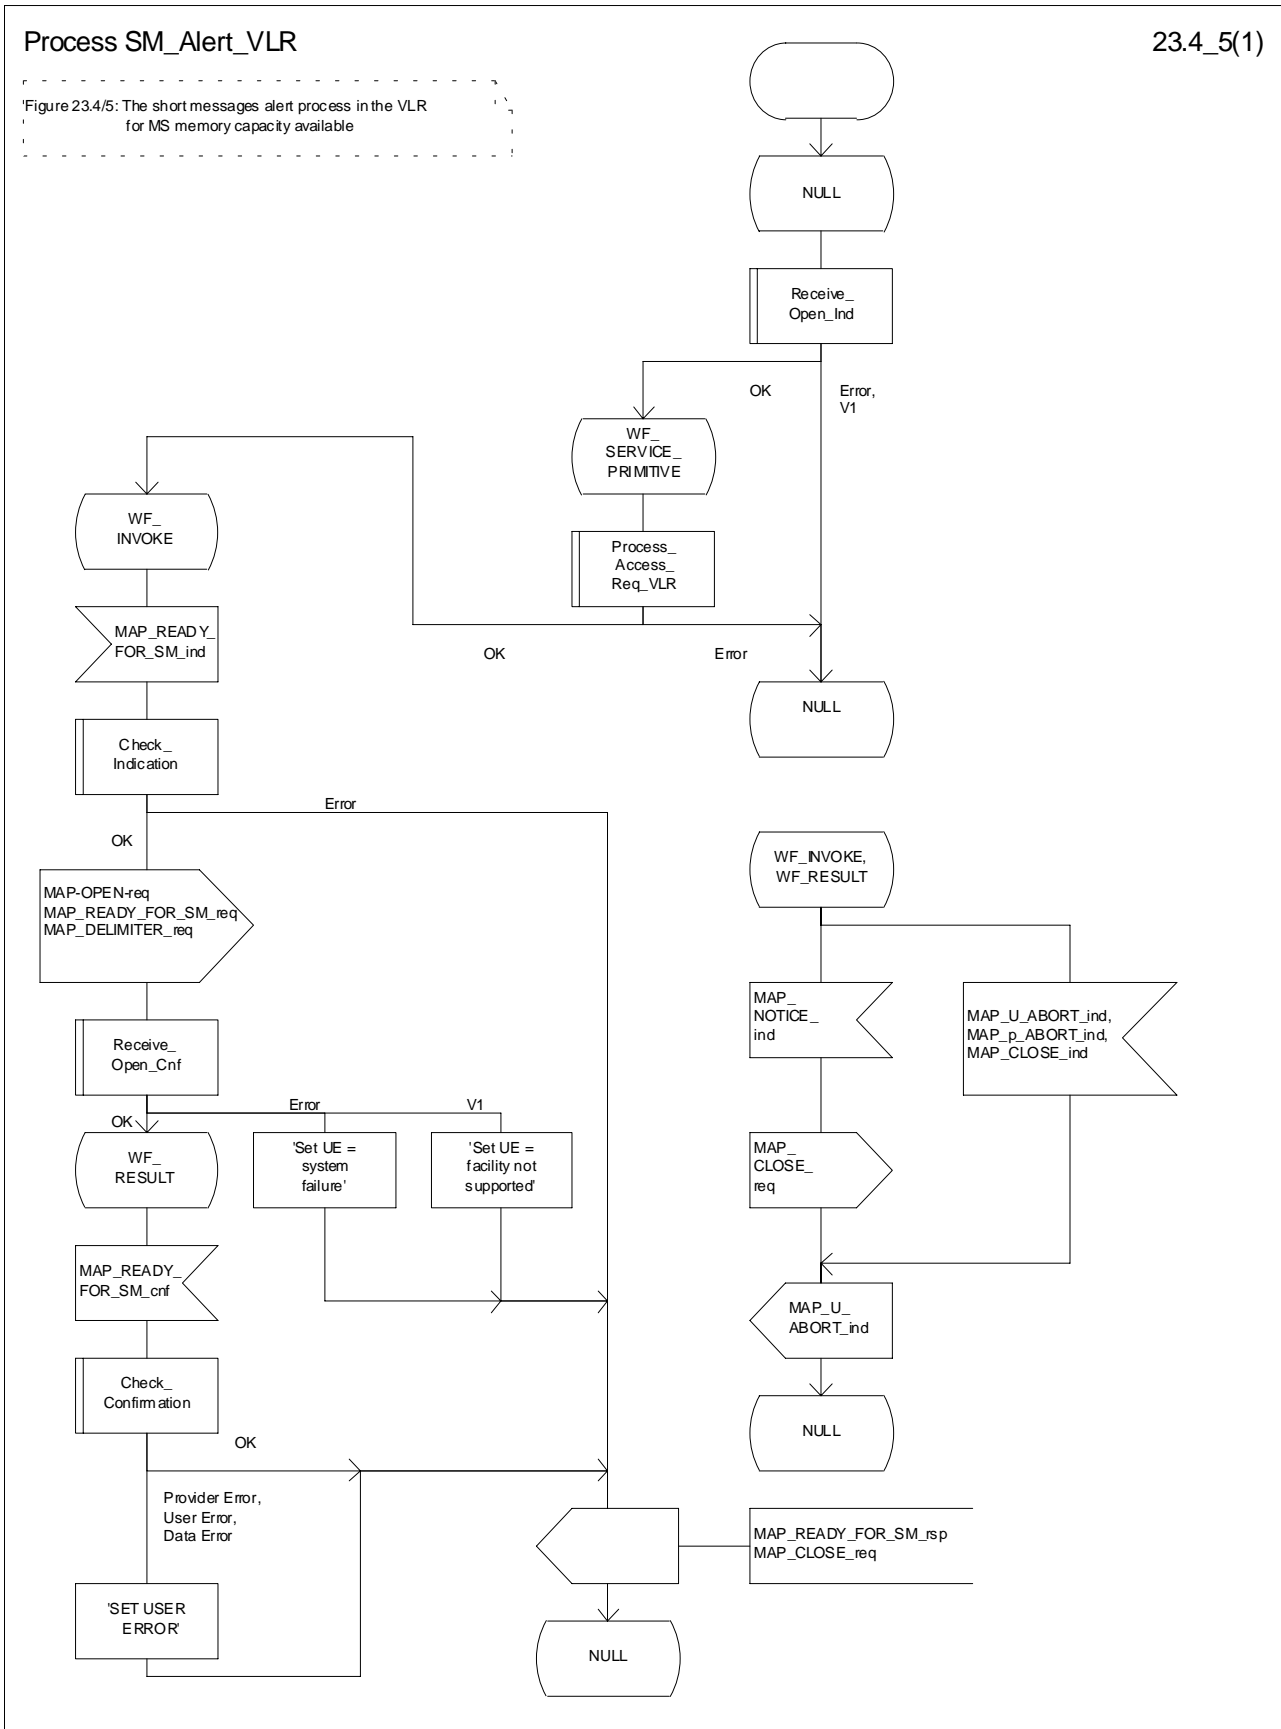 Process SM_Alert_VLR
23.4_5(1)
'Figure 23.4/5: The short messages alert process in the VLR
for MS memory capacity available
'
NULL
Receive_
Open_Ind
OK
Error,
V1
WF_
SERVICE_
PRIMITIVE
WF_
INVOKE
Process_
Access_
Req_VLR
MAP_READY_
FOR_SM_ind
OK
Error
NULL
Check_
Indication
Error
OK
WF_INVOKE,
WF_RESULT
MAP-OPEN-req
MAP_READY_FOR_SM_req
MAP_DELIMITER_req
MAP_
NOTICE_
ind
MAP_U_ABORT_ind,
MAP_p_ABORT_ind,
MAP_CLOSE_ind
Receive_
Open_Cnf
Error
V1
OK
WF_
RESULT
'Set UE =
system
failure'
'Set UE =
facility not
supported'
MAP_
CLOSE_
req
MAP_READY_
FOR_SM_cnf
MAP_U_
ABORT_ind
Check_
Confirmation
NULL
OK
Provider Error,
User Error,
Data Error
MAP_READY_FOR_SM_rsp
MAP_CLOSE_req
'SET USER
ERROR'
NULL